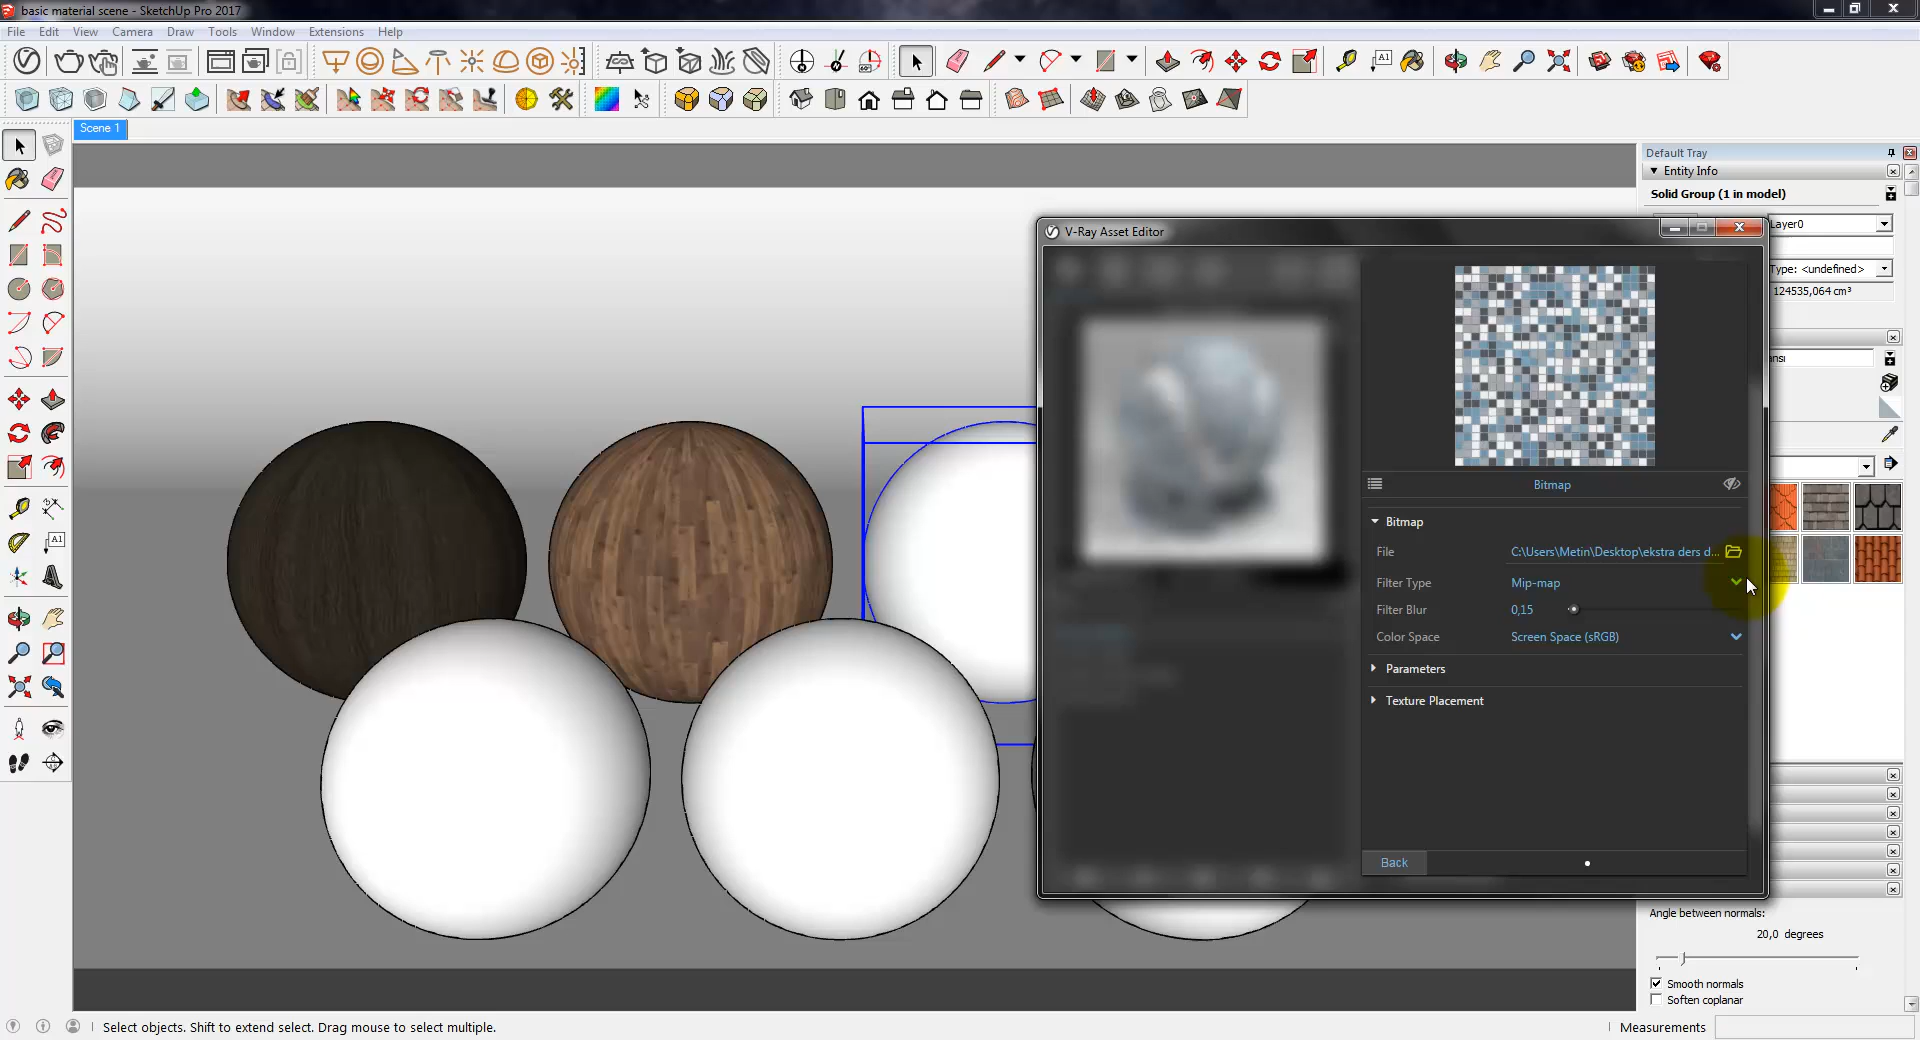 basic material scene - SketchUp Pro 2017
File Edit View Camera Draw Tools Window Extensions Help
A1
Scene 1
A1
Default Tray
Entity Info
Solid Group (1 in model)
Layer0
Type: <undefined>
124535,064 cm³
V-Ray Asset Editor
Bitmap
Bitmap
File C:\Users\Metin\Desktop\ekstra ders d...
Filter Type Mip-map
Filter Blur 0,15
Color Space Screen Space (sRGB)
Parameters
Texture Placement
Back
Angle between normals:
20,0 degrees
Smooth normals
Soften coplanar
Select objects. Shift to extend select. Drag mouse to select multiple.
Measurements